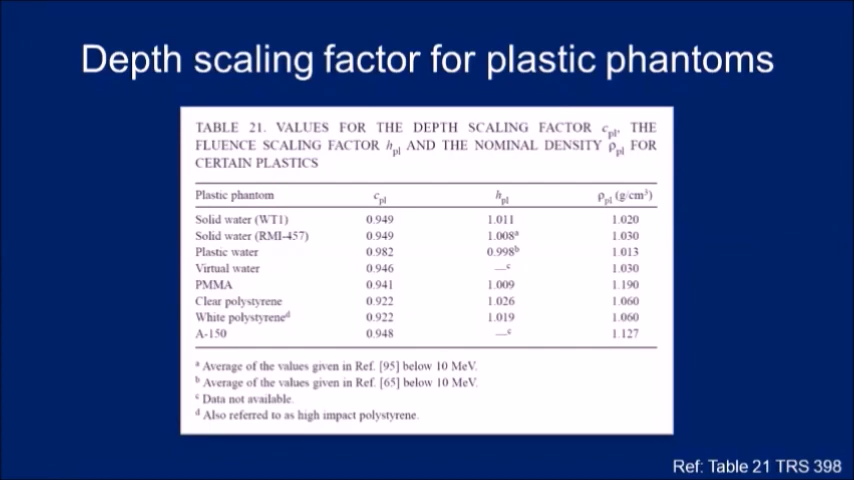 Depth scaling factor for plastic phantoms
TABLE 21. VALUES FOR THE DEPTH SCALING FACTOR cpl, THE
FLUENCE SCALING FACTOR hpl AND THE NOMINAL DENSITY ρpl FOR
CERTAIN PLASTICS
Plastic phantom cpl hpl ρpl (g/cm³)
Solid water (WT1) 0.949 1.011 1.020
Solid water (RMI-457) 0.949 1.008ᵃ 1.030
Plastic water 0.982 0.998ᵇ 1.013
Virtual water 0.946 —ᶜ 1.030
PMMA 0.941 1.009 1.190
Clear polystyrene 0.922 1.026 1.060
White polystyreneᵈ 0.922 1.019 1.060
A-150 0.948 —ᶜ 1.127
ᵃ Average of the values given in Ref. [95] below 10 MeV.
ᵇ Average of the values given in Ref. [65] below 10 MeV.
ᶜ Data not available.
ᵈ Also referred to as high impact polystyrene.
Ref: Table 21 TRS 398